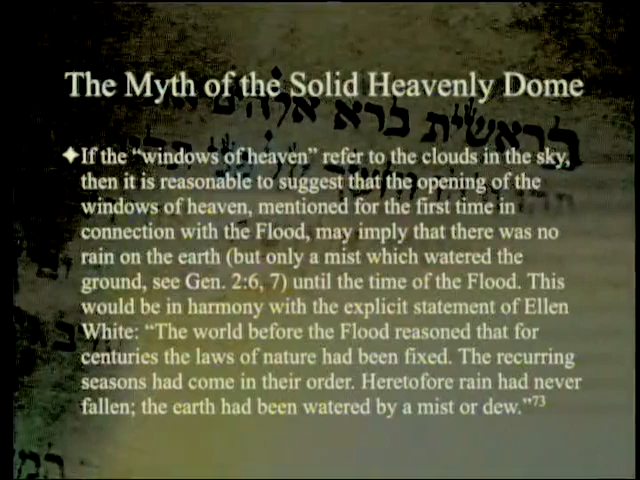 The Myth of the Solid Heavenly Dome
בראשית ברא אלהים
✦If the “windows of heaven” refer to the clouds in the sky,
then it is reasonable to suggest that the opening of the
windows of heaven, mentioned for the first time in
connection with the Flood, may imply that there was no
rain on the earth (but only a mist which watered the
ground, see Gen. 2:6, 7) until the time of the Flood. This
would be in harmony with the explicit statement of Ellen
White: “The world before the Flood reasoned that for
centuries the laws of nature had been fixed. The recurring
seasons had come in their order. Heretofore rain had never
fallen; the earth had been watered by a mist or dew.”73